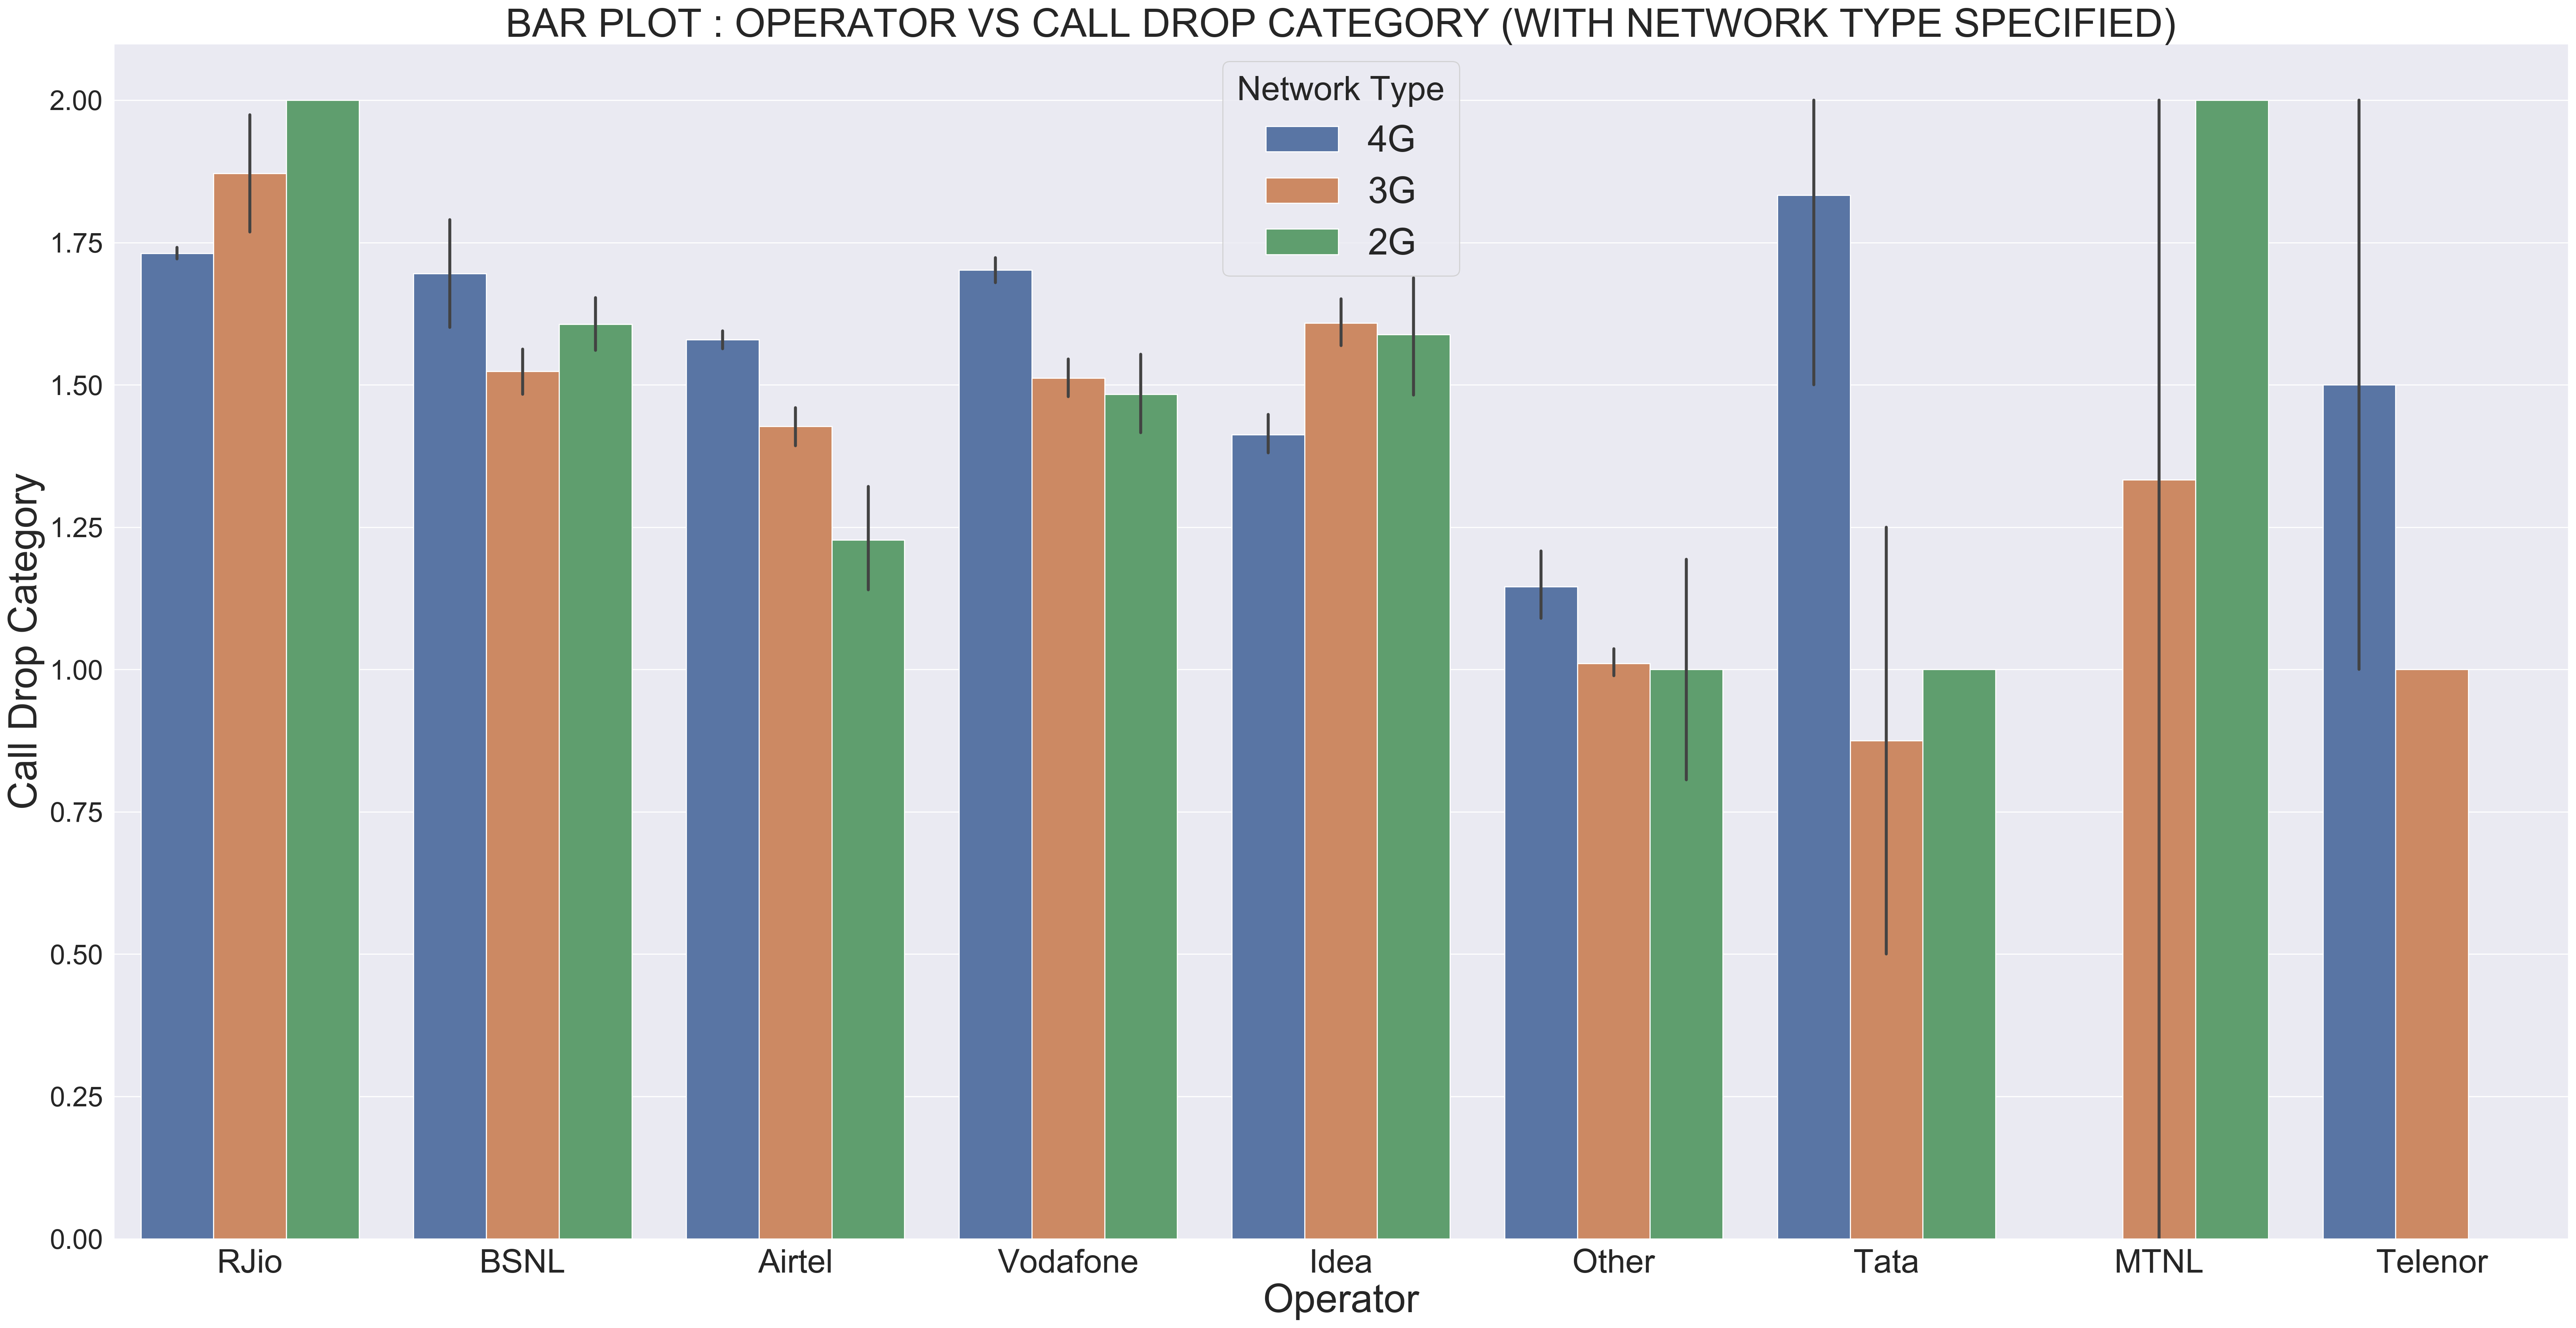 BAR PLOT : OPERATOR VS CALL DROP CATEGORY (WITH NETWORK TYPE SPECIFIED)
Network Type
4G
3G
2G
Call Drop Category
2.00
1.75
1.50
1.25
1.00
0.75
0.50
0.25
0.00
RJio BSNL Airtel Vodafone Idea Other Tata MTNL Telenor
Operator